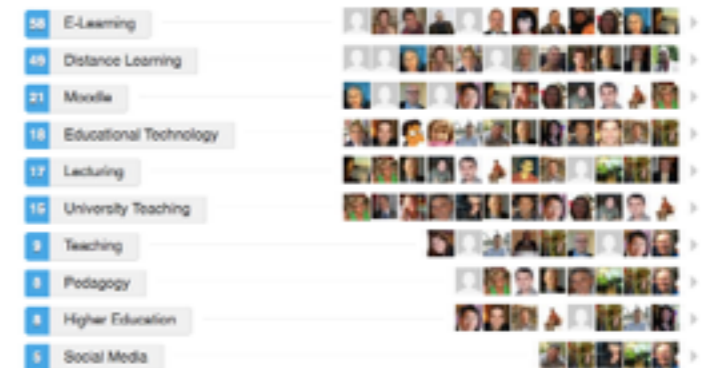 58 E-Learning
49 Distance Learning
21 Moodle
18 Educational Technology
17 Lecturing
15 University Teaching
9 Teaching
8 Pedagogy
8 Higher Education
5 Social Media